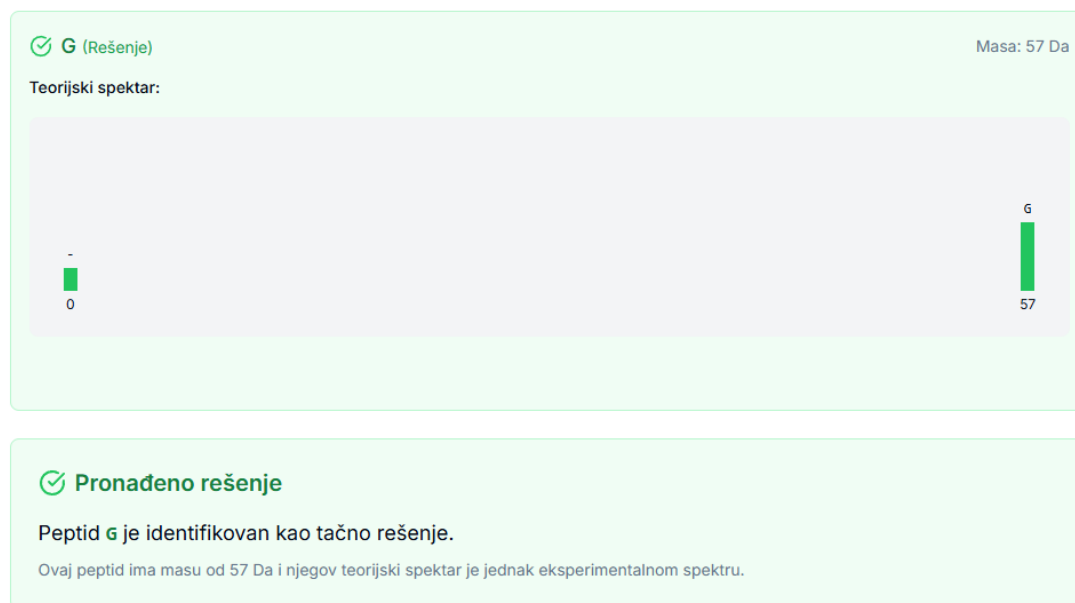 G (Rešenje)
Masa: 57 Da
Teorijski spektar:
G
-
0
57
Pronađeno rešenje
Peptid G je identifikovan kao tačno rešenje.
Ovaj peptid ima masu od 57 Da i njegov teorijski spektar je jednak eksperimentalnom spektru.